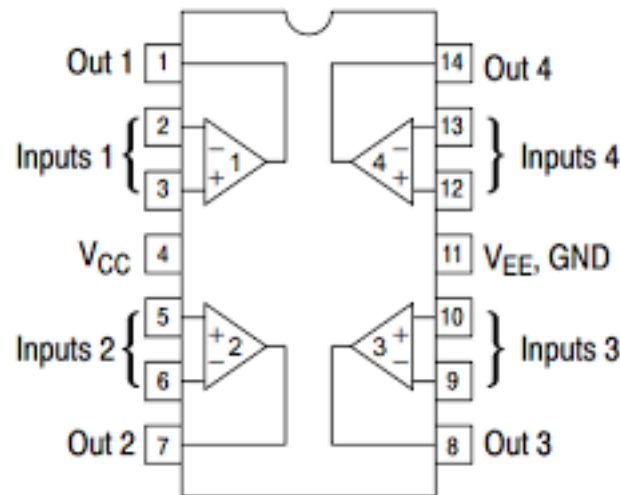 Out 1 1 14 Out 4
2 - - 13
Inputs 1 { 1 4 } Inputs 4
3 + + 12
VCC 4 11 VEE, GND
5 + + 10
Inputs 2 { 2 3 } Inputs 3
6 - - 9
Out 2 7 8 Out 3